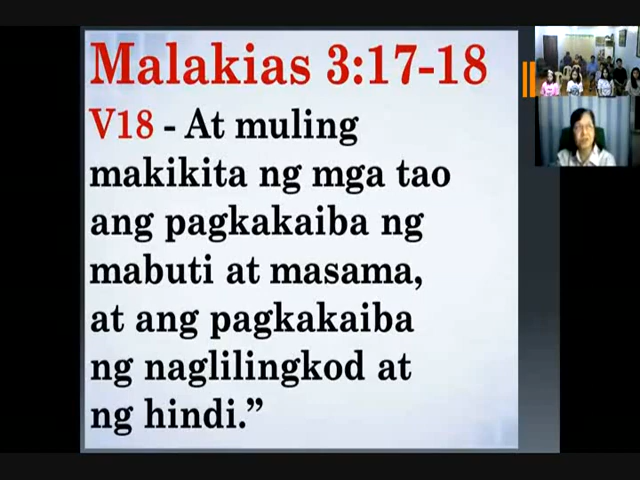 Malakias 3:17-18
V18 - At muling
makikita ng mga tao
ang pagkakaiba ng
mabuti at masama,
at ang pagkakaiba
ng naglilingkod at
ng hindi.”